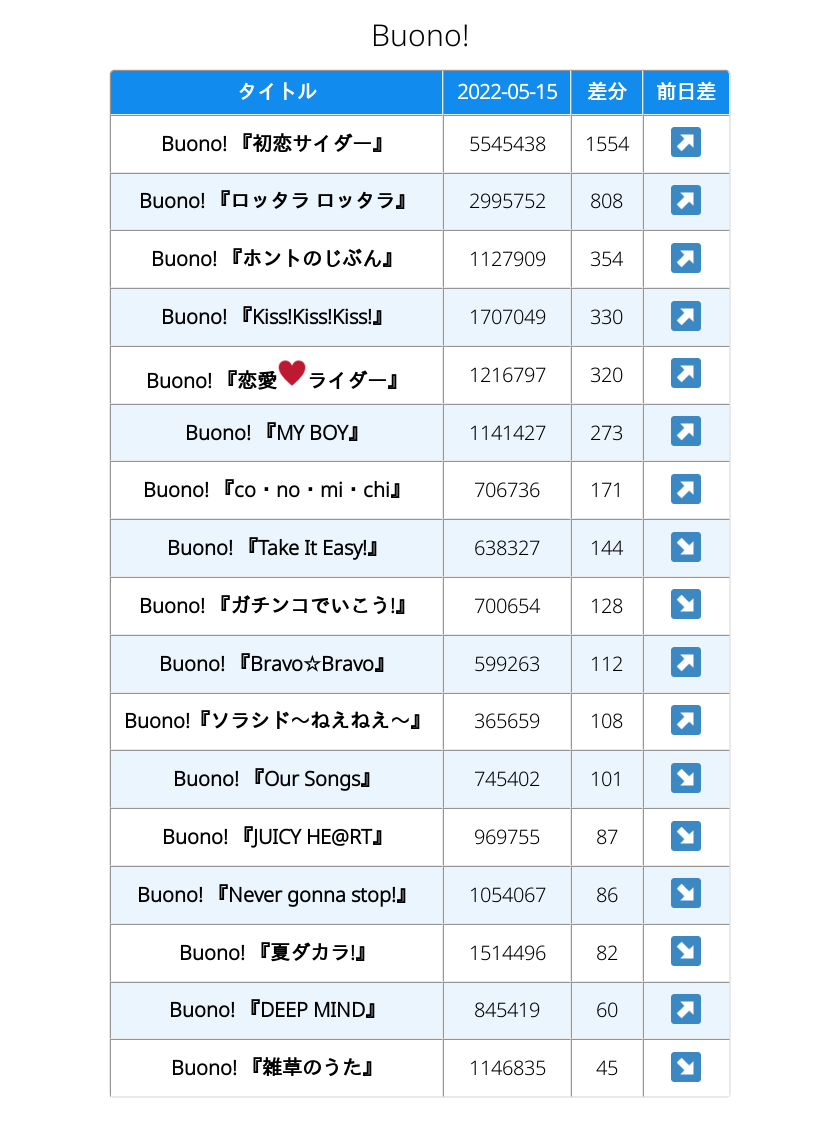 Buono!
タイトル 2022-05-15 差分 前日差
Buono! 『初恋サイダー』 5545438 1554 ↗
Buono! 『ロッタラ ロッタラ』 2995752 808 ↗
Buono! 『ホントのじぶん』 1127909 354 ↗
Buono! 『Kiss!Kiss!Kiss!』 1707049 330 ↗
Buono! 『恋愛♥ライダー』 1216797 320 ↗
Buono! 『MY BOY』 1141427 273 ↗
Buono! 『co・no・mi・chi』 706736 171 ↗
Buono! 『Take It Easy!』 638327 144 ↘
Buono! 『ガチンコでいこう!』 700654 128 ↘
Buono! 『Bravo☆Bravo』 599263 112 ↗
Buono!『ソラシド～ねえねえ～』 365659 108 ↗
Buono! 『Our Songs』 745402 101 ↘
Buono! 『JUICY HE@RT』 969755 87 ↘
Buono! 『Never gonna stop!』 1054067 86 ↘
Buono! 『夏ダカラ!』 1514496 82 ↘
Buono! 『DEEP MIND』 845419 60 ↗
Buono! 『雑草のうた』 1146835 45 ↘